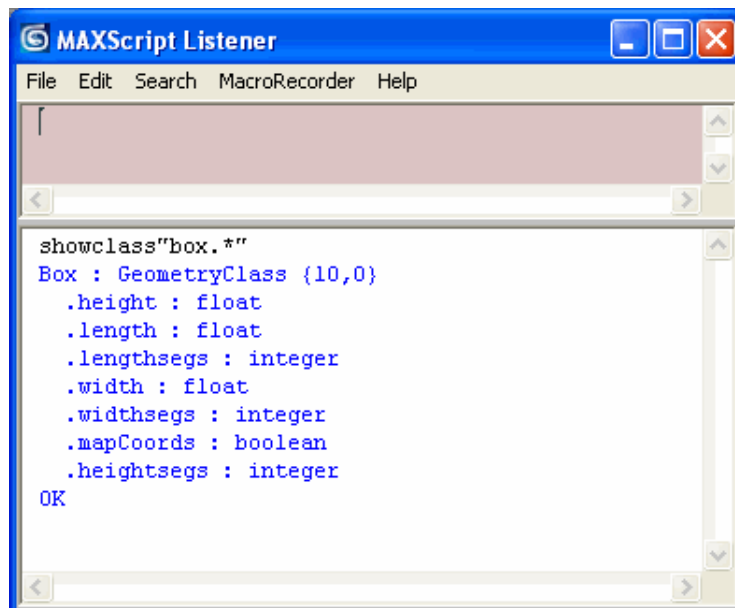 MAXScript Listener
File Edit Search MacroRecorder Help
showclass"box.*"
Box : GeometryClass {10,0}
.height : float
.length : float
.lengthsegs : integer
.width : float
.widthsegs : integer
.mapCoords : boolean
.heightsegs : integer
OK